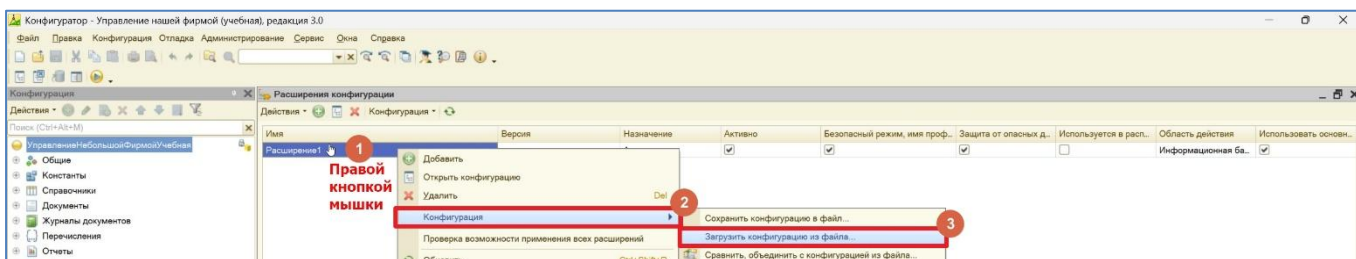 Конфигуратор - Управление нашей фирмой (учебная), редакция 3.0
Файл Правка Конфигурация Отладка Администрирование Сервис Окна Справка
Конфигурация
Расширения конфигурации
Действия
Действия Конфигурация
Поиск (Ctrl+Alt+M)
Имя Версия Назначение Активно Безопасный режим, имя проф... Защита от опасных д... Используется в расп... Область действия Использовать основн...
УправлениеНебольшойФирмойУчебная
Расширение1 Информационная ба...
1
Правой
кнопкой
мышки
Общие
Константы
Справочники
Документы
Журналы документов
Перечисления
Отчеты
Добавить
Открыть конфигурацию
Удалить Del
2
Конфигурация
Проверка возможности применения всех расширений
Обновить Ctrl+Shift+R
Сохранить конфигурацию в файл...
3
Загрузить конфигурацию из файла...
Сравнить, объединить с конфигурацией из файла...